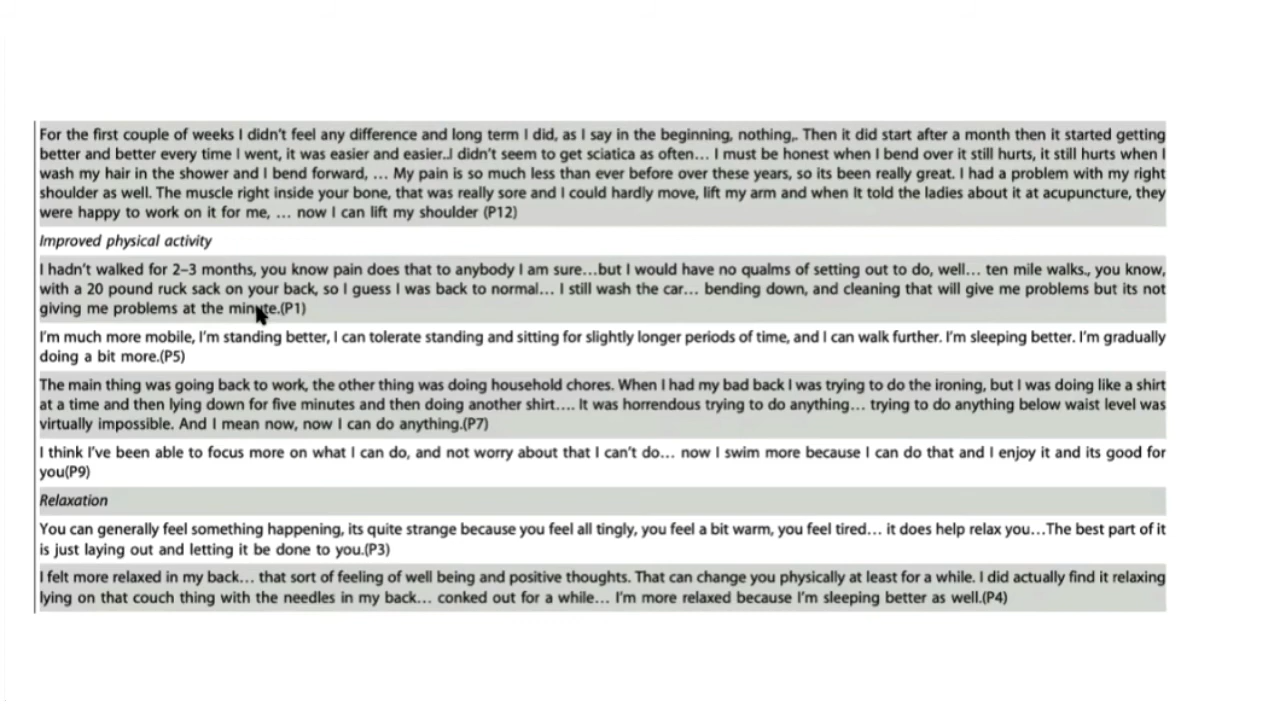 For the first couple of weeks I didn't feel any difference and long term I did, as I say in the beginning, nothing,. Then it did start after a month then it started getting
better and better every time I went, it was easier and easier..I didn't seem to get sciatica as often... I must be honest when I bend over it still hurts, it still hurts when I
wash my hair in the shower and I bend forward, ... My pain is so much less than ever before over these years, so its been really great. I had a problem with my right
shoulder as well. The muscle right inside your bone, that was really sore and I could hardly move, lift my arm and when It told the ladies about it at acupuncture, they
were happy to work on it for me, ... now I can lift my shoulder (P12)
Improved physical activity
I hadn't walked for 2–3 months, you know pain does that to anybody I am sure...but I would have no qualms of setting out to do, well... ten mile walks., you know,
with a 20 pound ruck sack on your back, so I guess I was back to normal... I still wash the car... bending down, and cleaning that will give me problems but its not
giving me problems at the minute.(P1)
I'm much more mobile, I'm standing better, I can tolerate standing and sitting for slightly longer periods of time, and I can walk further. I'm sleeping better. I'm gradually
doing a bit more.(P5)
The main thing was going back to work, the other thing was doing household chores. When I had my bad back I was trying to do the ironing, but I was doing like a shirt
at a time and then lying down for five minutes and then doing another shirt.... It was horrendous trying to do anything... trying to do anything below waist level was
virtually impossible. And I mean now, now I can do anything.(P7)
I think I've been able to focus more on what I can do, and not worry about that I can't do... now I swim more because I can do that and I enjoy it and its good for
you(P9)
Relaxation
You can generally feel something happening, its quite strange because you feel all tingly, you feel a bit warm, you feel tired... it does help relax you...The best part of it
is just laying out and letting it be done to you.(P3)
I felt more relaxed in my back... that sort of feeling of well being and positive thoughts. That can change you physically at least for a while. I did actually find it relaxing
lying on that couch thing with the needles in my back... conked out for a while... I'm more relaxed because I'm sleeping better as well.(P4)